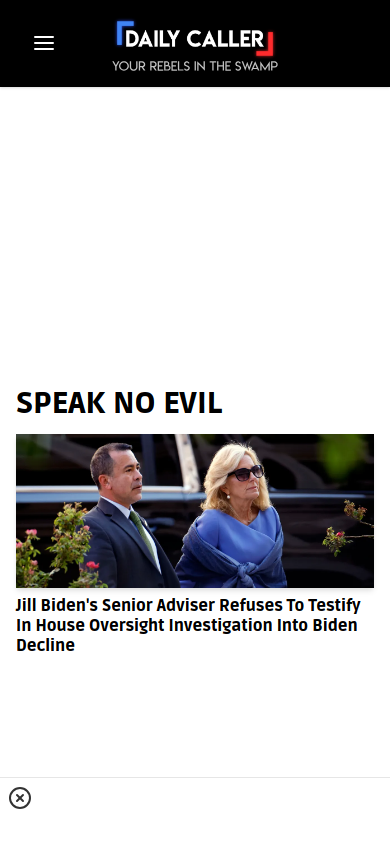 DAILY CALLER
YOUR REBELS IN THE SWAMP
SPEAK NO EVIL
Jill Biden's Senior Adviser Refuses To Testify
In House Oversight Investigation Into Biden
Decline